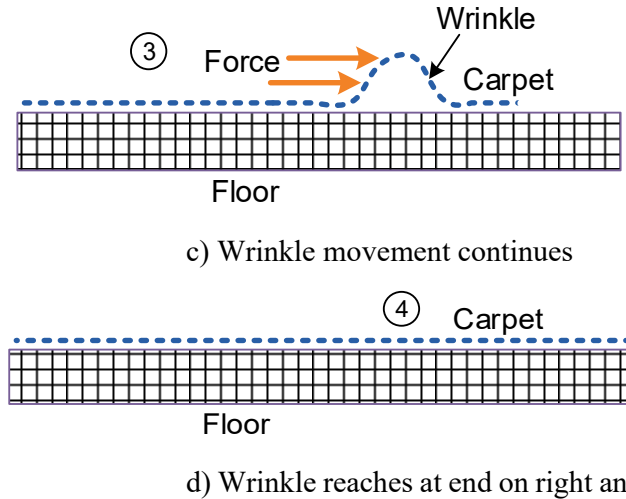 Wrinkle
③
Force
Carpet
Floor
c) Wrinkle movement continues
④
Carpet
Floor
d) Wrinkle reaches at end on right an